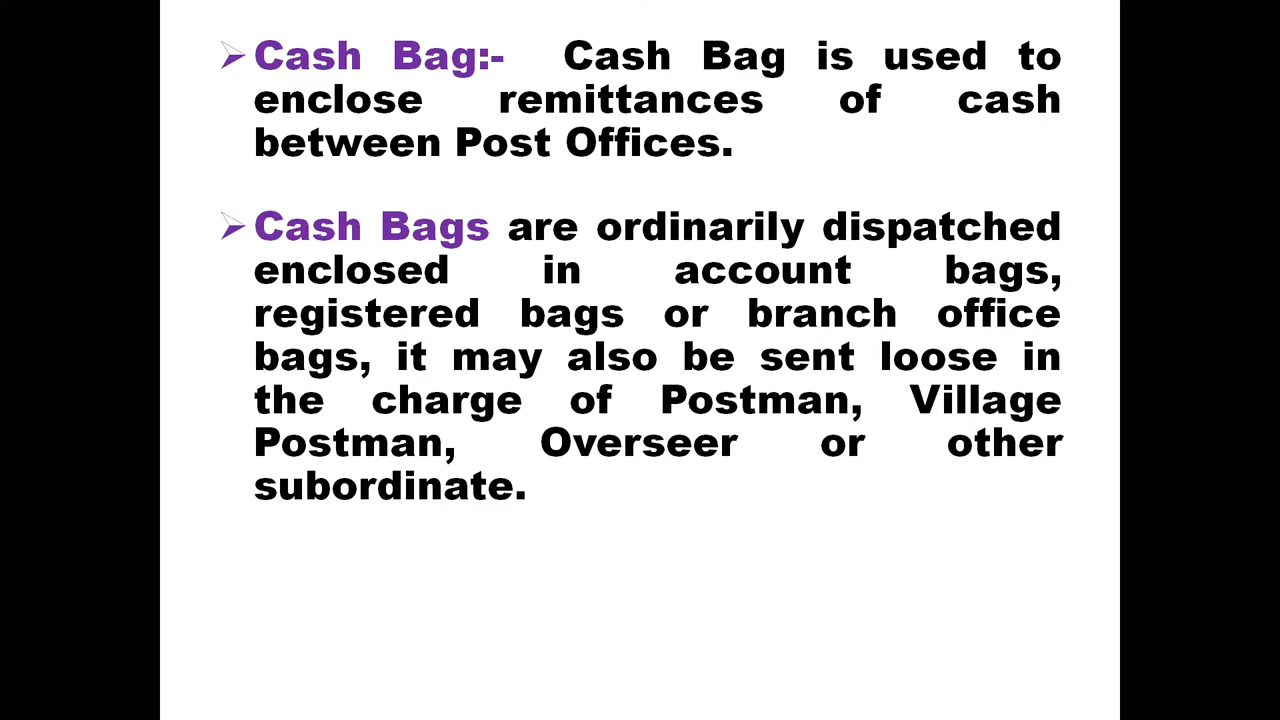 Cash Bag:- Cash Bag is used to
enclose remittances of cash
between Post Offices.
Cash Bags are ordinarily dispatched
enclosed in account bags,
registered bags or branch office
bags, it may also be sent loose in
the charge of Postman, Village
Postman, Overseer or other
subordinate.